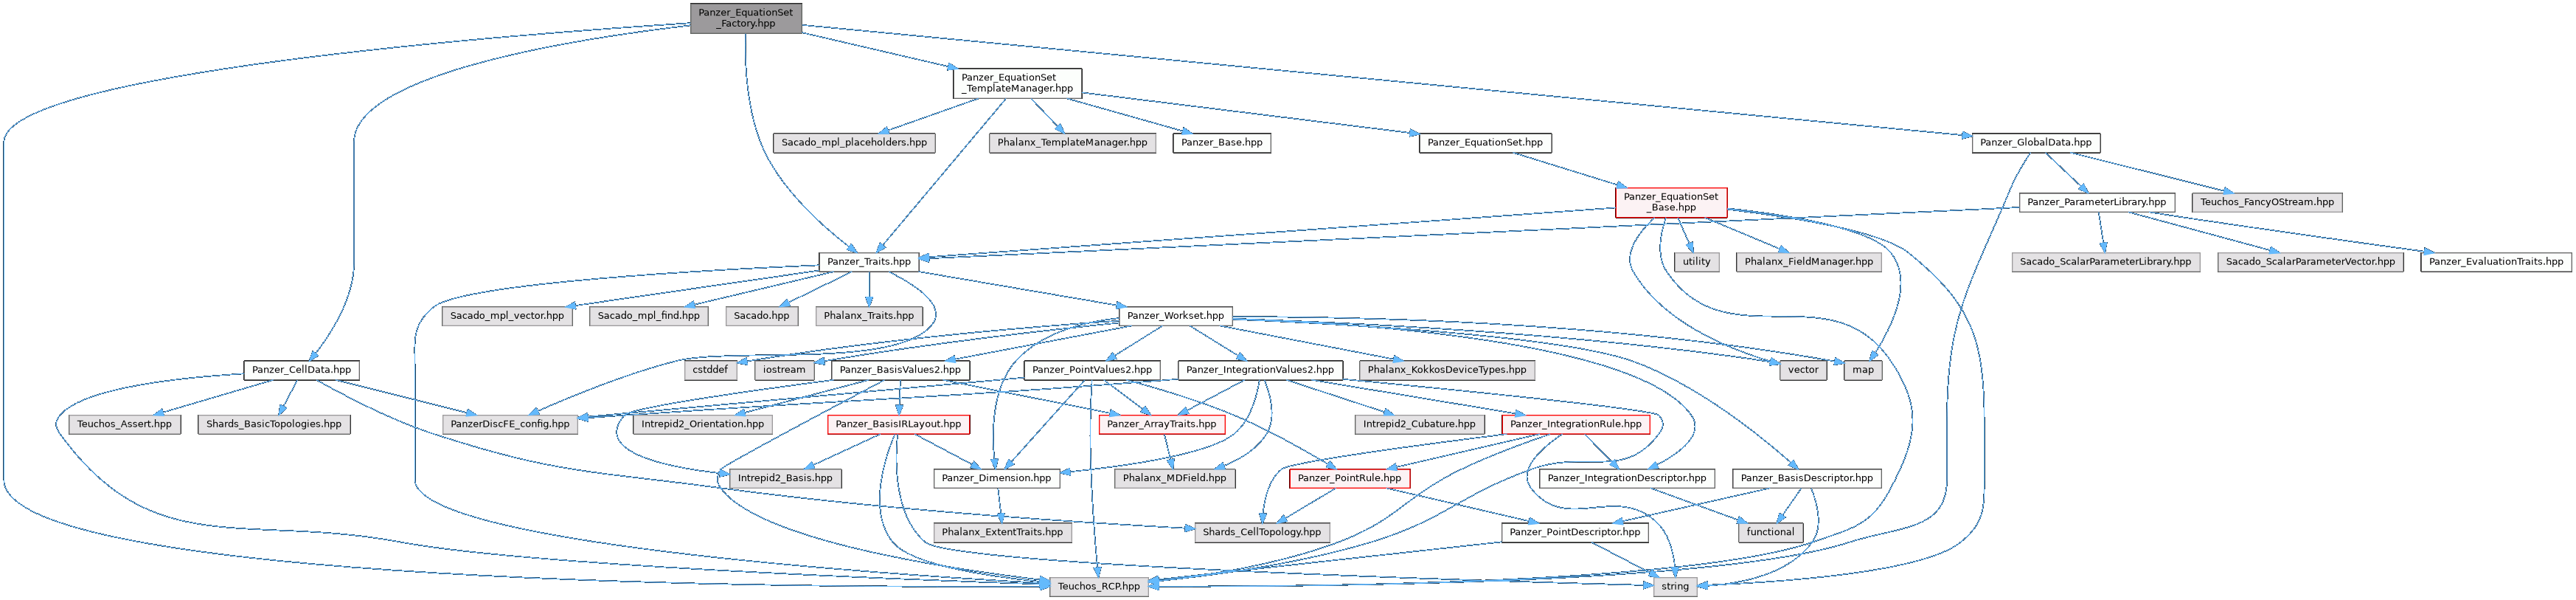 Panzer_EquationSet
_Factory.hpp
Panzer_EquationSet
_TemplateManager.hpp
Sacado_mpl_placeholders.hpp
Phalanx_TemplateManager.hpp
Panzer_Base.hpp
Panzer_EquationSet.hpp
Panzer_GlobalData.hpp
Panzer_EquationSet
_Base.hpp
Panzer_ParameterLibrary.hpp
Teuchos_FancyOStream.hpp
Panzer_Traits.hpp
utility
Phalanx_FieldManager.hpp
Sacado_ScalarParameterLibrary.hpp
Sacado_ScalarParameterVector.hpp
Panzer_EvaluationTraits.hpp
Sacado_mpl_vector.hpp
Sacado_mpl_find.hpp
Sacado.hpp
Phalanx_Traits.hpp
Panzer_Workset.hpp
Panzer_CellData.hpp
cstddef
iostream
Panzer_BasisValues2.hpp
Panzer_PointValues2.hpp
Panzer_IntegrationValues2.hpp
Phalanx_KokkosDeviceTypes.hpp
vector
map
Teuchos_Assert.hpp
Shards_BasicTopologies.hpp
PanzerDiscFE_config.hpp
Intrepid2_Orientation.hpp
Panzer_BasisIRLayout.hpp
Panzer_ArrayTraits.hpp
Intrepid2_Cubature.hpp
Panzer_IntegrationRule.hpp
Intrepid2_Basis.hpp
Panzer_Dimension.hpp
Phalanx_MDField.hpp
Panzer_PointRule.hpp
Panzer_IntegrationDescriptor.hpp
Panzer_BasisDescriptor.hpp
Phalanx_ExtentTraits.hpp
Shards_CellTopology.hpp
Panzer_PointDescriptor.hpp
functional
Teuchos_RCP.hpp
string